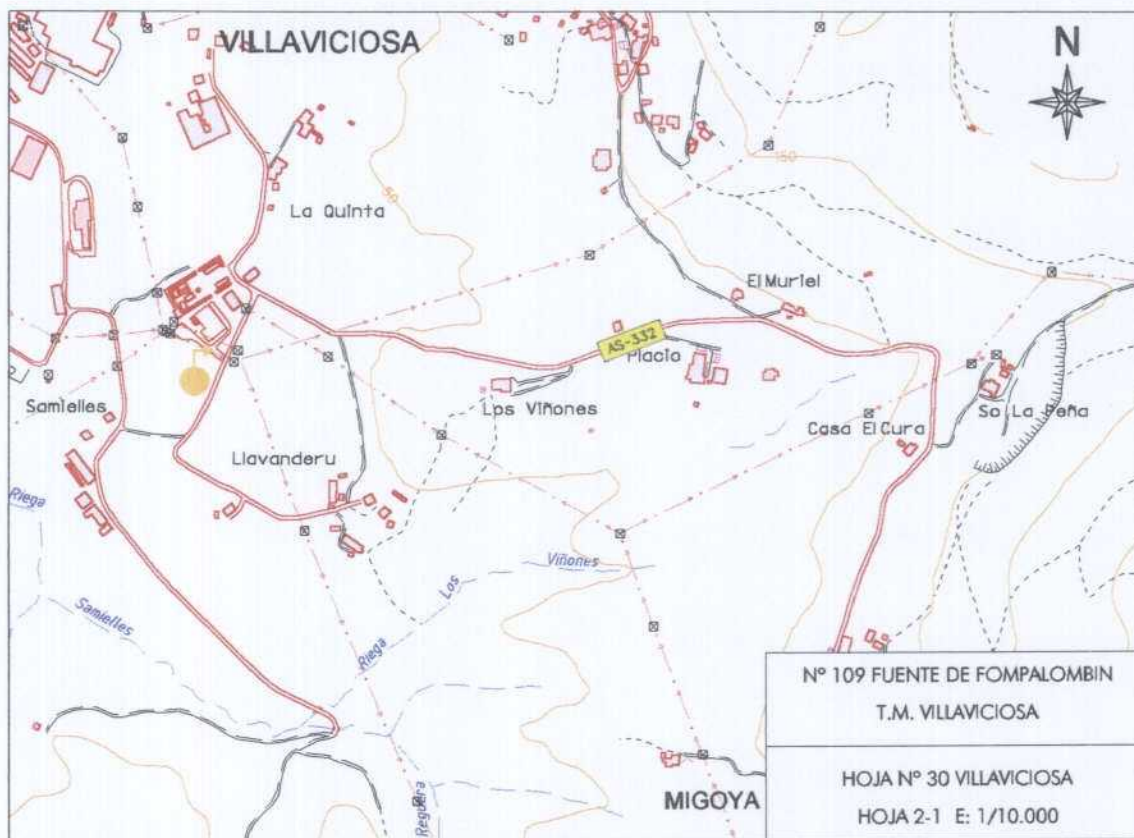 VILLAVICIOSA
N
150
50
La Quinta
El Muriel
AS-332
Placio
Samielles
Los Viñones
Casa El Cura
So La Peña
Llavanderu
Riega
Samielles
Riega Los Viñones
Reguera
MIGOYA
Nº 109 FUENTE DE FOMPALOMBIN
T.M. VILLAVICIOSA
HOJA Nº 30 VILLAVICIOSA
HOJA 2-1 E: 1/10.000